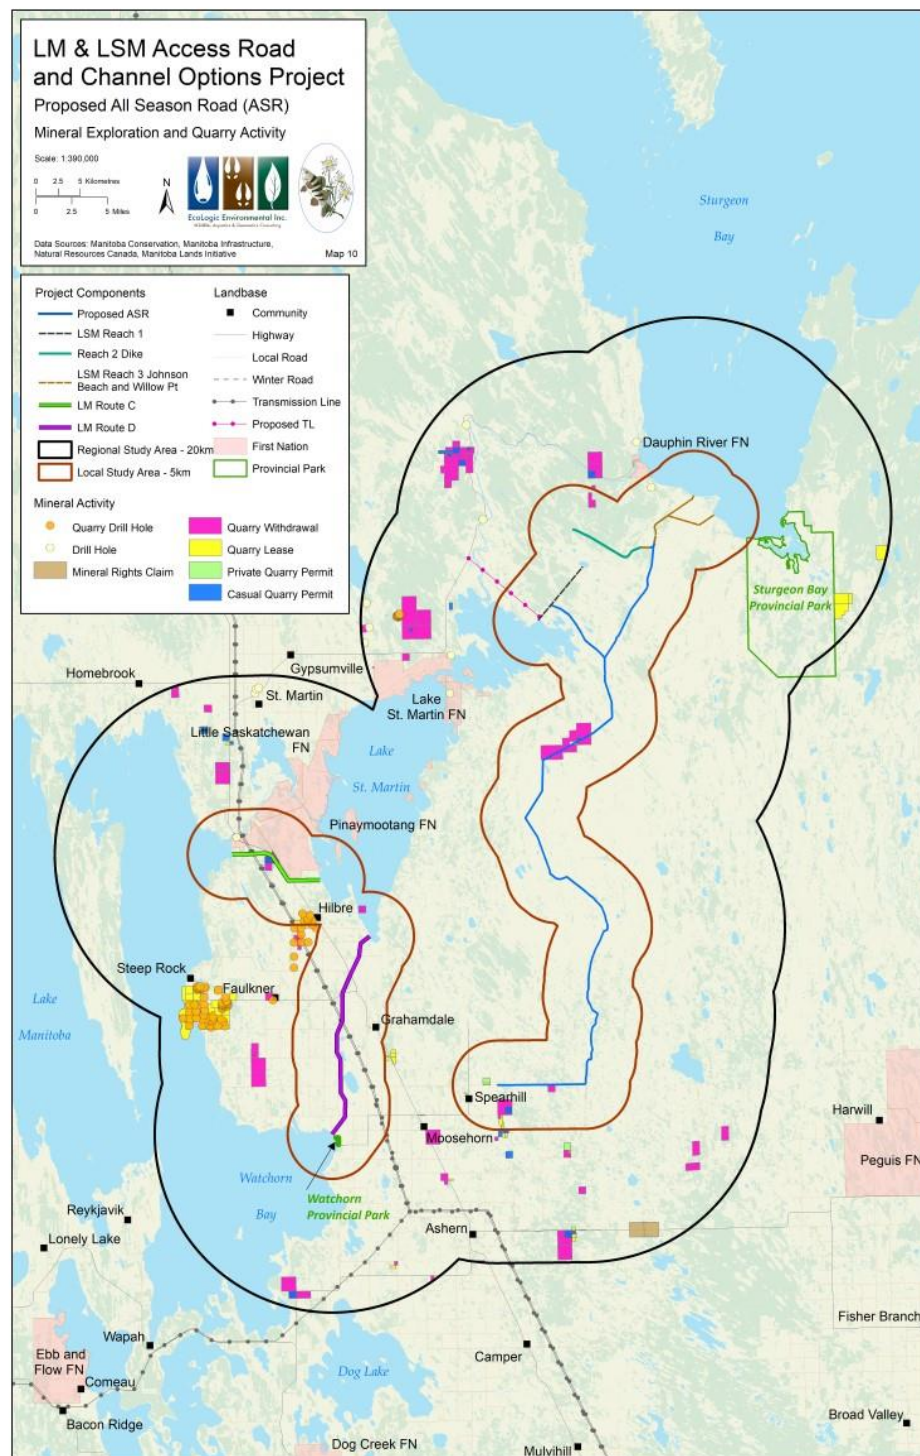 LM & LSM Access Road
and Channel Options Project
Proposed All Season Road (ASR)
Mineral Exploration and Quarry Activity
Scale: 1:390,000
0 2.5 5 Kilometres
0 2.5 5 Miles
N
EcoLogic Environmental Inc.
Data Sources: Manitoba Conservation, Manitoba Infrastructure,
Natural Resources Canada, Manitoba Lands Initiative
Map 10
Project Components
Proposed ASR
LSM Reach 1
Reach 2 Dike
LSM Reach 3 Johnson
Beach and Willow Pt
LM Route C
LM Route D
Regional Study Area - 20km
Local Study Area - 5km
Landbase
Community
Highway
Local Road
Winter Road
Transmission Line
Proposed TL
First Nation
Provincial Park
Mineral Activity
Quarry Drill Hole
Drill Hole
Mineral Rights Claim
Quarry Withdrawal
Quarry Lease
Private Quarry Permit
Casual Quarry Permit
Sturgeon
Bay
Dauphin River FN
Sturgeon Bay
Provincial Park
Gypsumville
Homebrook
St. Martin
Lake
St. Martin FN
Little Saskatchewan
FN
Lake
St. Martin
Pinaymootang FN
Hilbre
Steep Rock
Faulkner
Lake
Manitoba
Grahamdale
Spearhill
Harwill
Moosehorn
Peguis FN
Watchorn
Bay
Watchorn
Provincial Park
Reykjavik
Lonely Lake
Ashern
Fisher Branch
Wapah
Ebb and
Flow FN
Camper
Dog Lake
Comeau
Bacon Ridge
Broad Valley
Dog Creek FN
Mulvihill